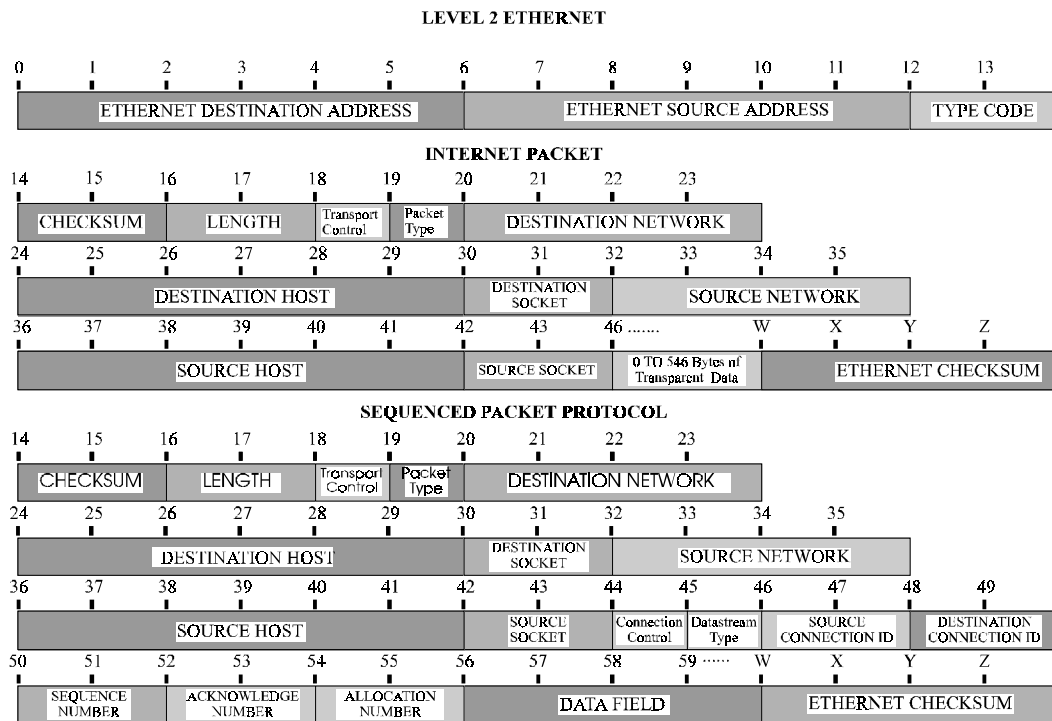 LEVEL 2 ETHERNET
0 1 2 3 4 5 6 7 8 9 10 11 12 13
ETHERNET DESTINATION ADDRESS ETHERNET SOURCE ADDRESS TYPE CODE
INTERNET PACKET
14 15 16 17 18 19 20 21 22 23
CHECKSUM LENGTH Transport Control Packet Type DESTINATION NETWORK
24 25 26 27 28 29 30 31 32 33 34 35
DESTINATION HOST DESTINATION SOCKET SOURCE NETWORK
36 37 38 39 40 41 42 43 46 ....... W X Y Z
SOURCE HOST SOURCE SOCKET 0 TO 546 Bytes of Transparent Data ETHERNET CHECKSUM
SEQUENCED PACKET PROTOCOL
14 15 16 17 18 19 20 21 22 23
CHECKSUM LENGTH Transport Control Packet Type DESTINATION NETWORK
24 25 26 27 28 29 30 31 32 33 34 35
DESTINATION HOST DESTINATION SOCKET SOURCE NETWORK
36 37 38 39 40 41 42 43 44 45 46 47 48 49
SOURCE HOST SOURCE SOCKET Connection Control Datastream Type SOURCE CONNECTION ID DESTINATION CONNECTION ID
50 51 52 53 54 55 56 57 58 59 ...... W X Y Z
SEQUENCE NUMBER ACKNOWLEDGE NUMBER ALLOCATION NUMBER DATA FIELD ETHERNET CHECKSUM